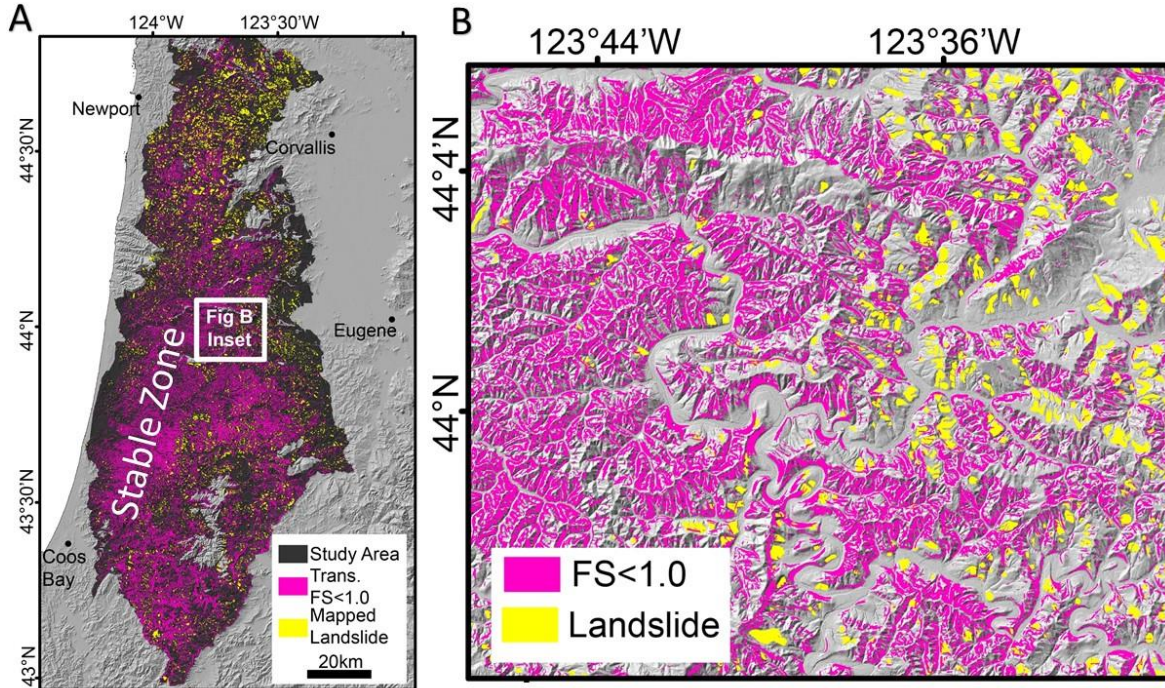 A
124°W
123°30'W
Newport
44°30'N
Corvallis
Fig B
Inset
44°N
Eugene
Stable Zone
43°30'N
Coos
Bay
43°N
Study Area
Trans.
FS<1.0
Mapped
Landslide
20km
B
123°44'W
123°36'W
44°4'N
44°N
FS<1.0
Landslide